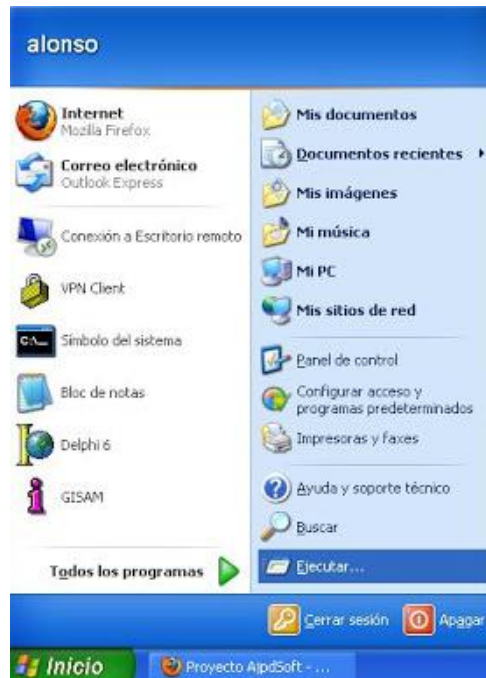 alonso
Internet
Mozilla Firefox
Correo electrónico
Outlook Express
Conexión a Escritorio remoto
VPN Client
C:\_
Símbolo del sistema
Bloc de notas
Delphi 6
GISAM
Todos los programas
Mis documentos
Documentos recientes
Mis imágenes
Mi música
Mi PC
Mis sitios de red
Panel de control
Configurar acceso y
programas predeterminados
Impresoras y faxes
Ayuda y soporte técnico
Buscar
Ejecutar...
Cerrar sesión
Apagar
Inicio
Proyecto AjpdSoft - ...